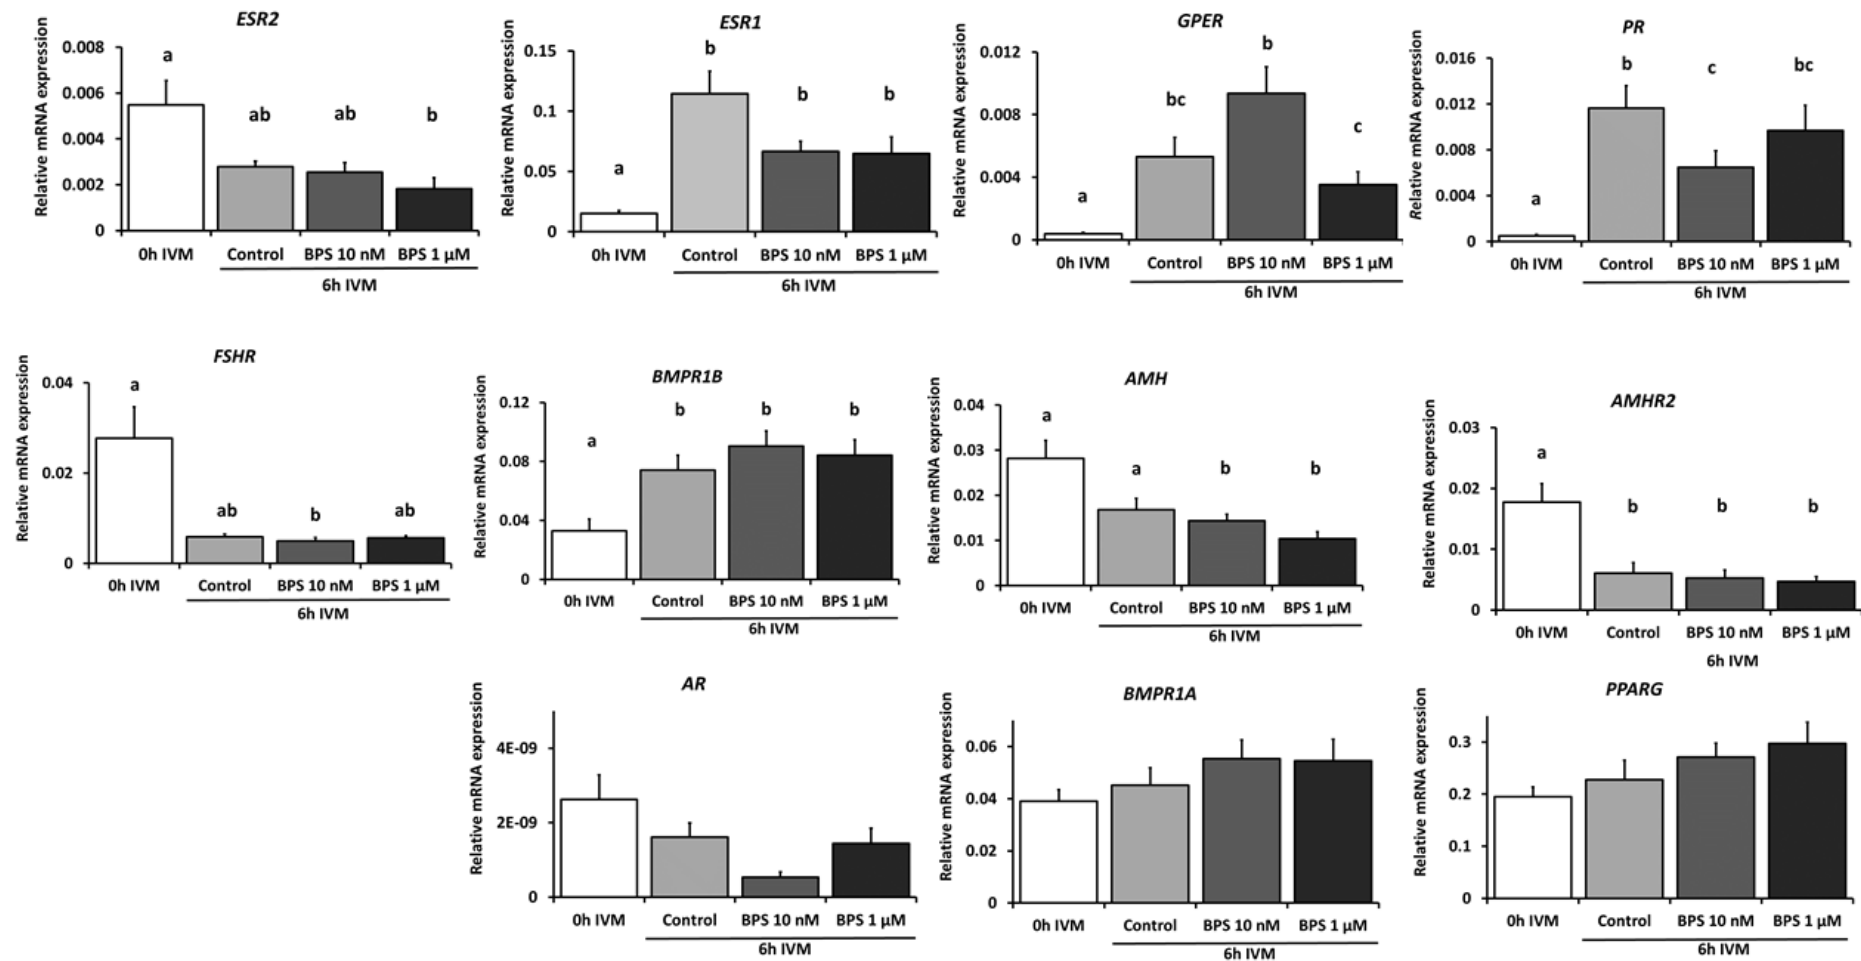 ESR2
Relative mRNA expression
0.008
0.006
0.004
0.002
0
a
ab
ab
b
0h IVM
Control
BPS 10 nM
BPS 1 µM
6h IVM
ESR1
Relative mRNA expression
0.15
0.1
0.05
0
a
b
b
b
0h IVM
Control
BPS 10 nM
BPS 1 µM
6h IVM
GPER
Relative mRNA expression
0.012
0.008
0.004
0
a
bc
b
c
0h IVM
Control
BPS 10 nM
BPS 1 µM
6h IVM
PR
Relative mRNA expression
0.016
0.012
0.008
0.004
0
a
b
c
bc
0h IVM
Control
BPS 10 nM
BPS 1 µM
6h IVM
FSHR
Relative mRNA expression
0.04
0.02
0
a
ab
b
ab
0h IVM
Control
BPS 10 nM
BPS 1 µM
6h IVM
BMPR1B
Relative mRNA expression
0.12
0.08
0.04
0
a
b
b
b
0h IVM
Control
BPS 10 nM
BPS 1 µM
6h IVM
AMH
Relative mRNA expression
0.04
0.03
0.02
0.01
0
a
a
b
b
0h IVM
Control
BPS 10 nM
BPS 1 µM
6h IVM
AMHR2
Relative mRNA expression
0.03
0.02
0.01
0
a
b
b
b
0h IVM
Control
BPS 10 nM
BPS 1 µM
6h IVM
AR
Relative mRNA expression
4E-09
2E-09
0
0h IVM
Control
BPS 10 nM
BPS 1 µM
6h IVM
BMPR1A
Relative mRNA expression
0.06
0.04
0.02
0
0h IVM
Control
BPS 10 nM
BPS 1 µM
6h IVM
PPARG
Relative mRNA expression
0.3
0.2
0.1
0
0h IVM
Control
BPS 10 nM
BPS 1 µM
6h IVM